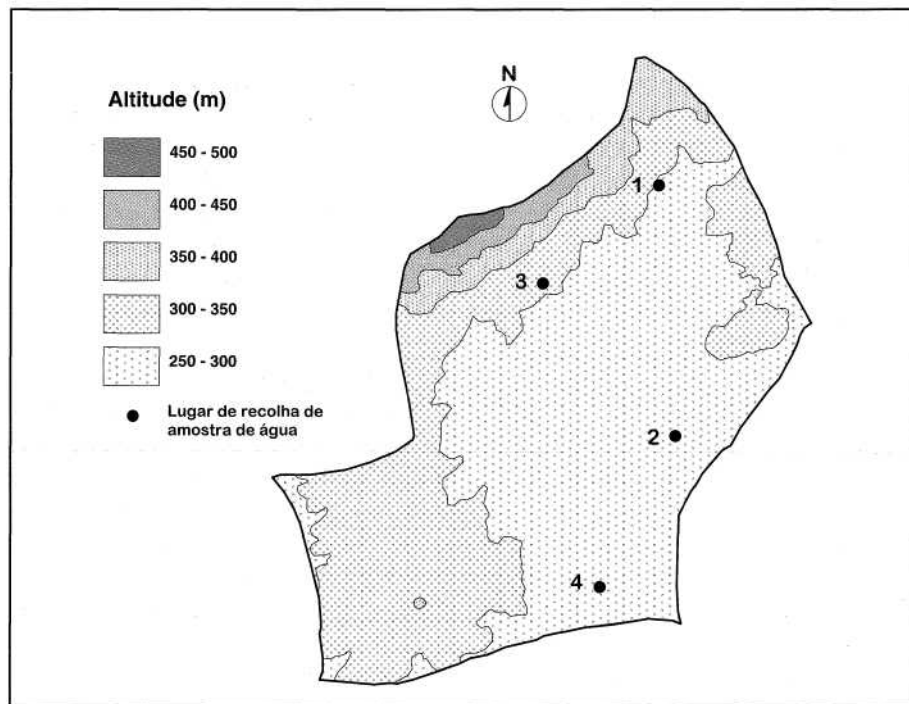 N
Altitude (m)
450 - 500
400 - 450
350 - 400
300 - 350
250 - 300
Lugar de recolha de
amostra de água
1
3
2
4